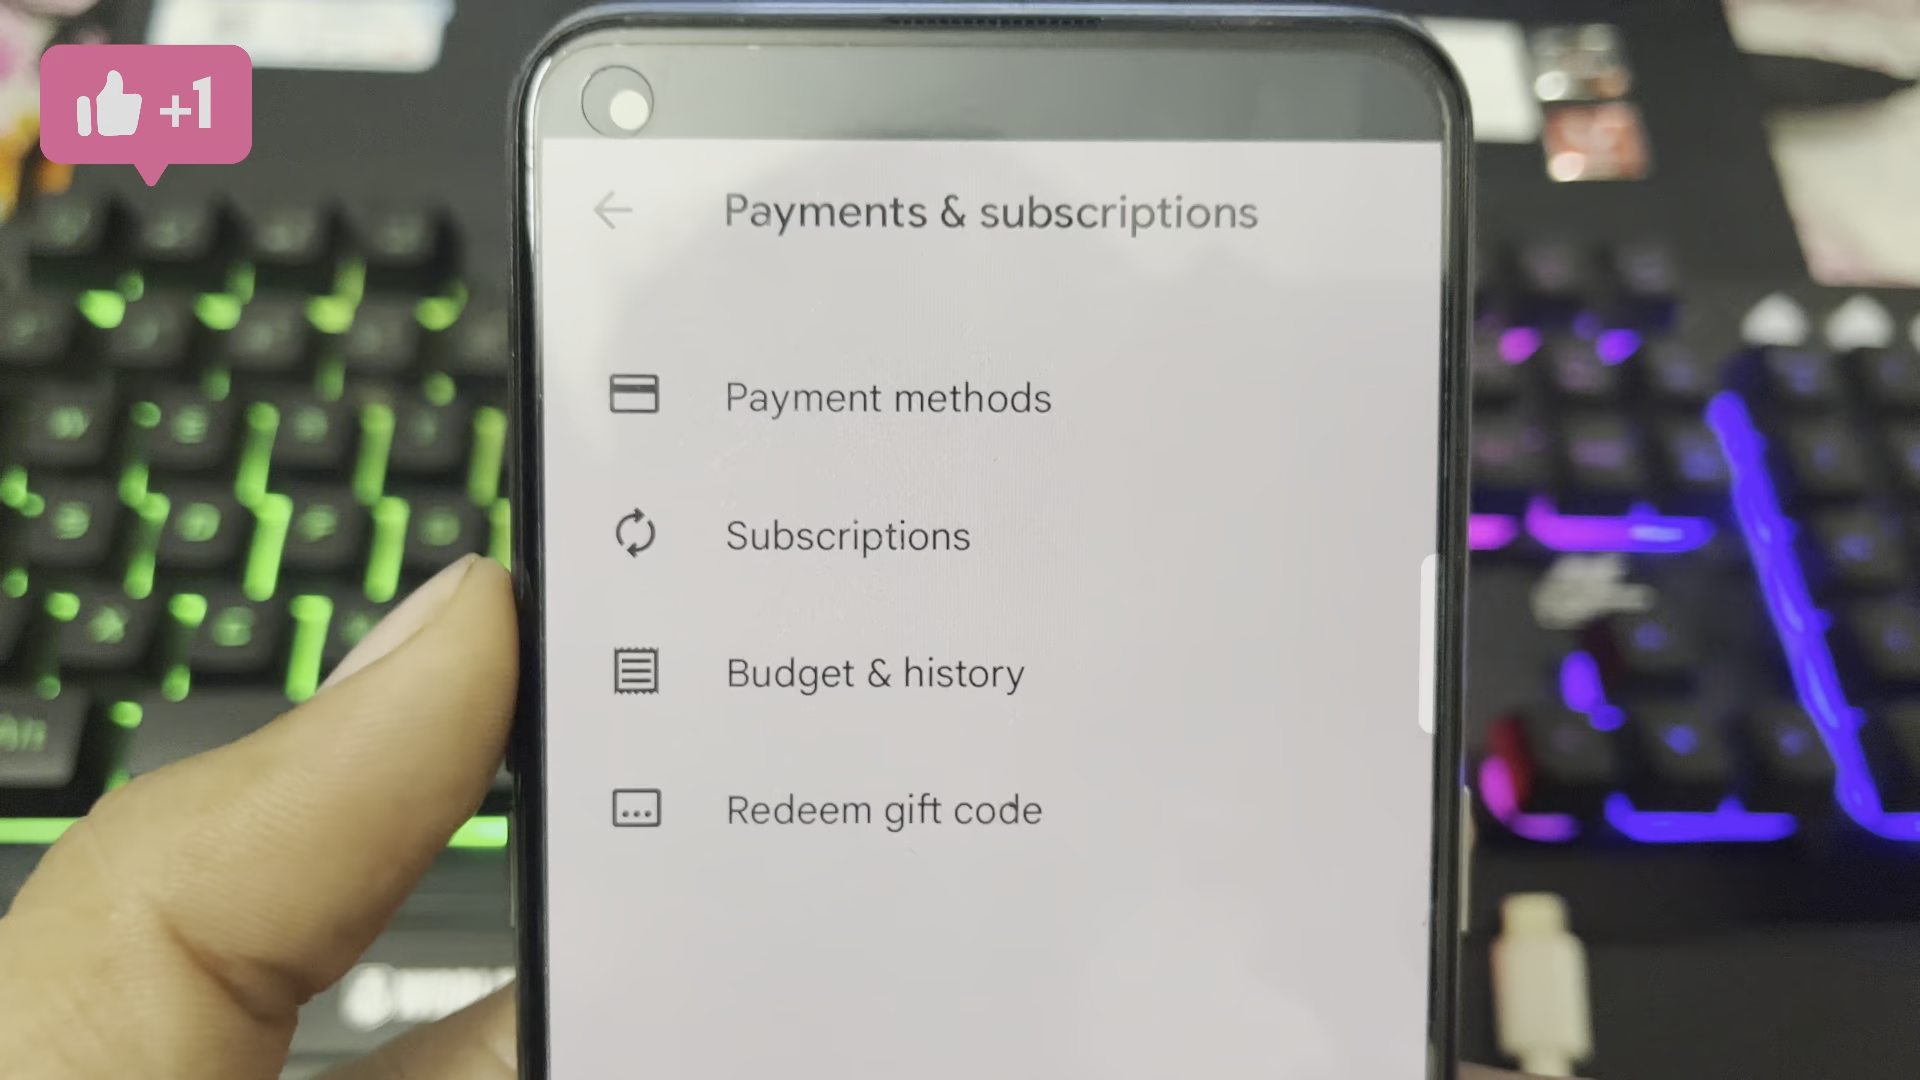 +1
Payments & subscriptions
Payment methods
Subscriptions
Budget & history
Redeem gift code